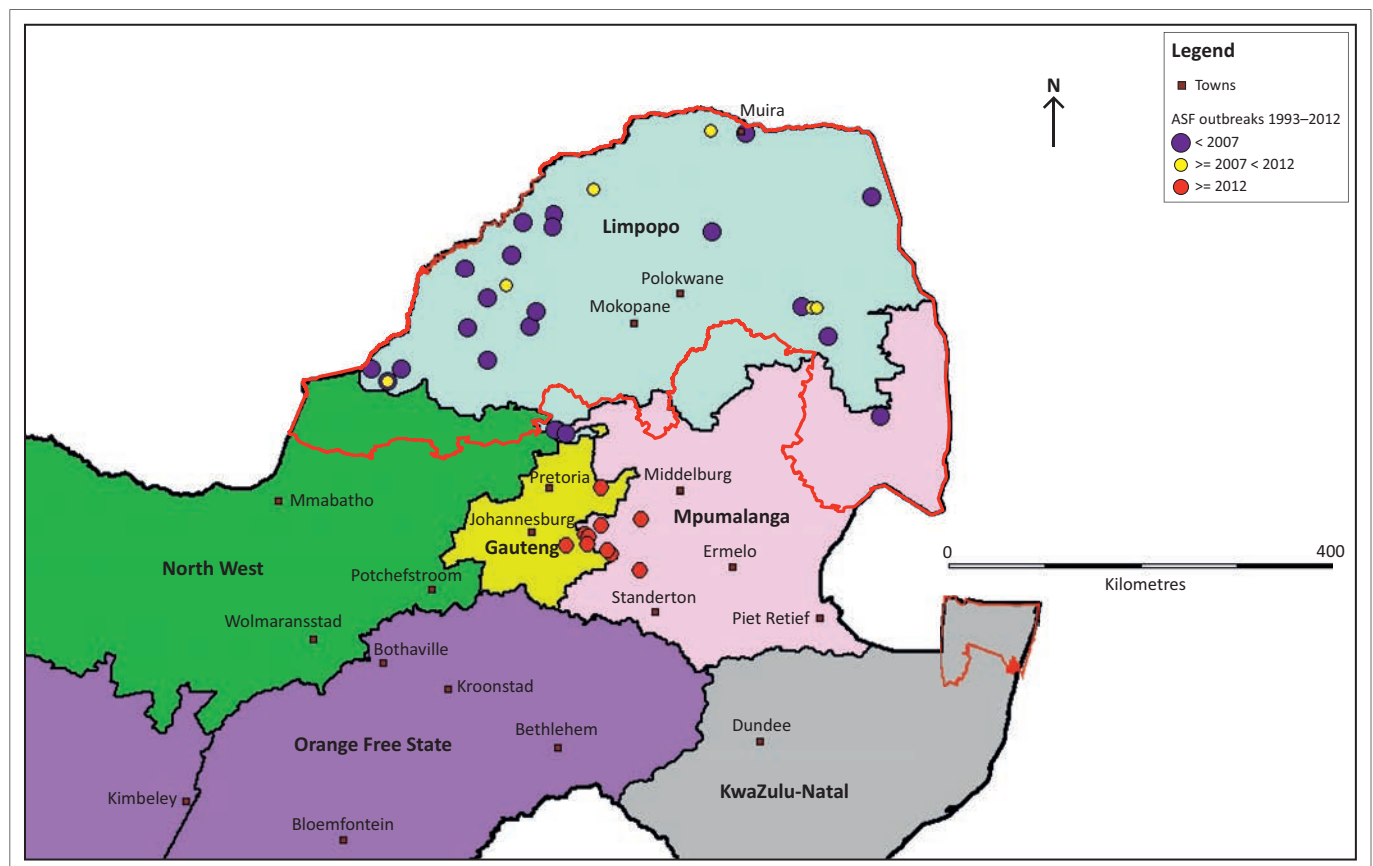 Legend
Towns
ASF outbreaks 1993–2012
< 2007
>= 2007 < 2012
>= 2012
N
Muira
Limpopo
Polokwane
Mokopane
Pretoria
Middelburg
Mmabatho
Johannesburg
Mpumalanga
Gauteng
Ermelo
North West
Potchefstroom
Standerton
Wolmaransstad
Piet Retief
0
400
Kilometres
Bothaville
Kroonstad
Bethlehem
Dundee
Orange Free State
KwaZulu-Natal
Kimbeley
Bloemfontein